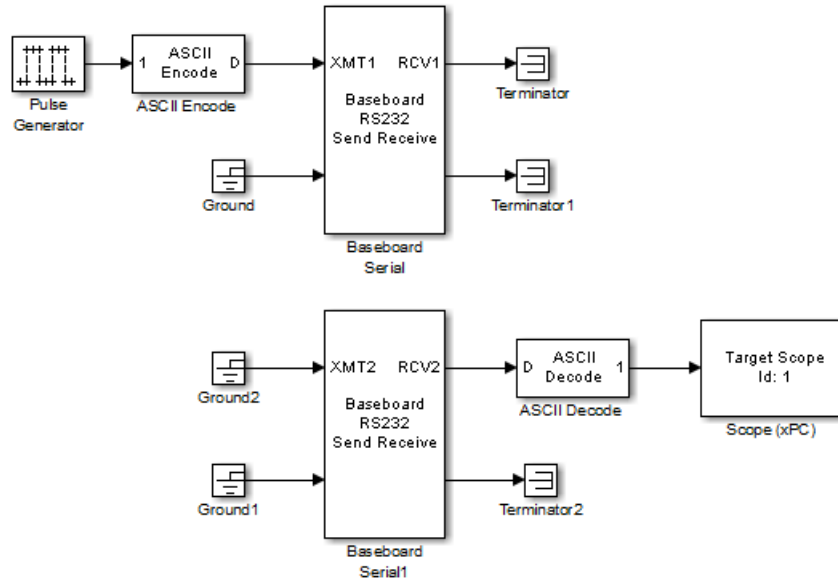 Pulse
Generator
1
ASCII
Encode
D
ASCII Encode
XMT1
RCV1
Baseboard
RS232
Send Receive
Terminator
Ground
Terminator1
Baseboard
Serial
XMT2
RCV2
Baseboard
RS232
Send Receive
D
ASCII
Decode
1
ASCII Decode
Target Scope
Id: 1
Scope (xPC)
Ground2
Ground1
Terminator2
Baseboard
Serial1